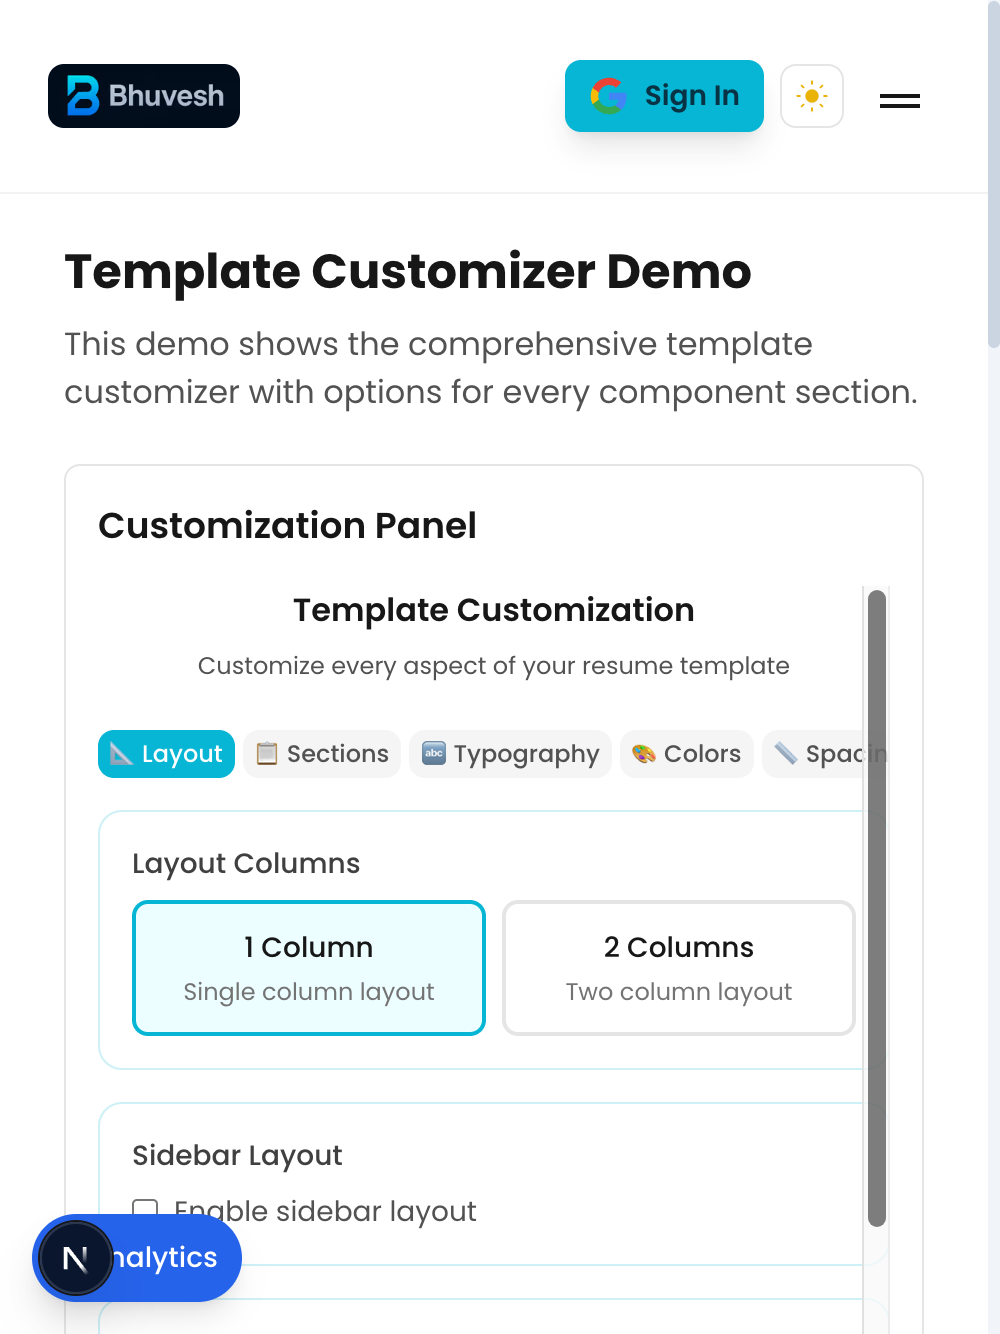 Bhuvesh
Sign In
Template Customizer Demo
This demo shows the comprehensive template
customizer with options for every component section.
Customization Panel
Template Customization
Customize every aspect of your resume template
Layout
Sections
abc
Typography
Colors
Spacin
Layout Columns
1 Column
Single column layout
2 Columns
Two column layout
Sidebar Layout
Enable sidebar layout
N
nalytics